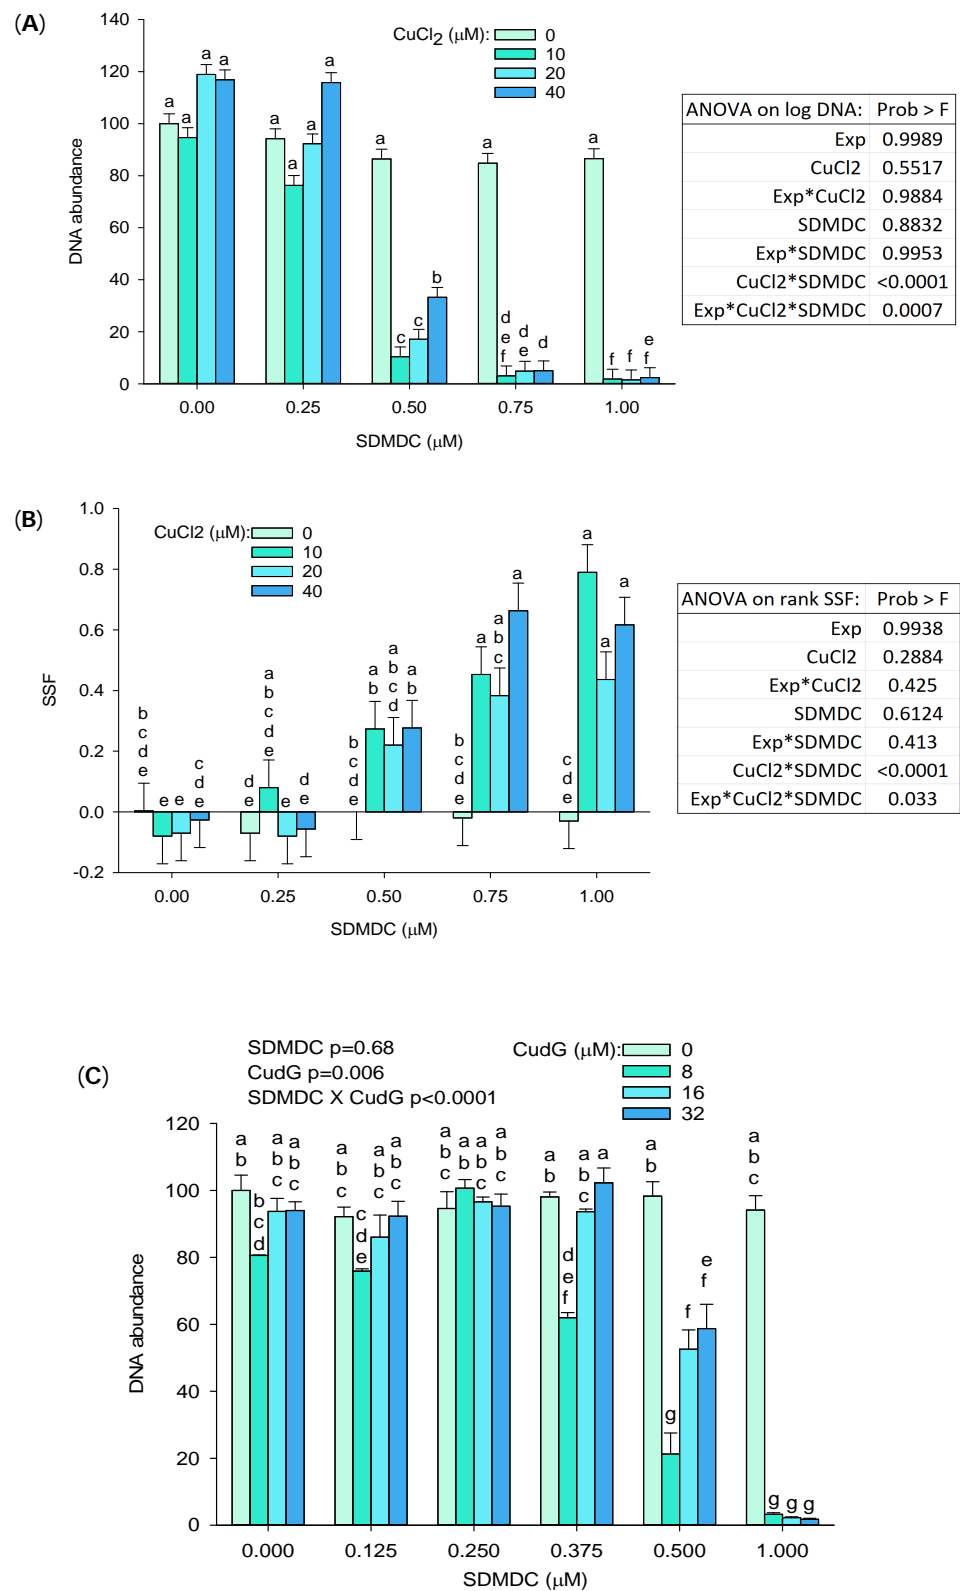 (A)
CuCl2 (µM):
0
10
20
40
DNA abundance
140
120
100
80
60
40
20
0
a a a a
a a a a
a c c b
a d e f d e d
a f f e f
0.00 0.25 0.50 0.75 1.00
SDMDC (µM)
ANOVA on log DNA: Prob > F
Exp 0.9989
CuCl2 0.5517
Exp*CuCl2 0.9884
SDMDC 0.8832
Exp*SDMDC 0.9953
CuCl2*SDMDC <0.0001
Exp*CuCl2*SDMDC 0.0007
(B)
CuCl2 (µM):
0
10
20
40
SSF
1.0
0.8
0.6
0.4
0.2
0.0
-0.2
b c d e e e c d e
d e a b c d e e d e
b c d e a b a b c d a b
b c d e a a b c a
c d e a a a
0.00 0.25 0.50 0.75 1.00
SDMDC (µM)
ANOVA on rank SSF: Prob > F
Exp 0.9938
CuCl2 0.2884
Exp*CuCl2 0.425
SDMDC 0.6124
Exp*SDMDC 0.413
CuCl2*SDMDC <0.0001
Exp*CuCl2*SDMDC 0.033
(C)
SDMDC p=0.68
CudG p=0.006
SDMDC X CudG p<0.0001
CudG (µM):
0
8
16
32
DNA abundance
120
100
80
60
40
20
0
a b b c d a b c a b c
a b c c d e a b c a b c
a b c a b a b c a b c
a b d e f a b c a
a b g f e f
a b c g g g
0.000 0.125 0.250 0.375 0.500 1.000
SDMDC (µM)